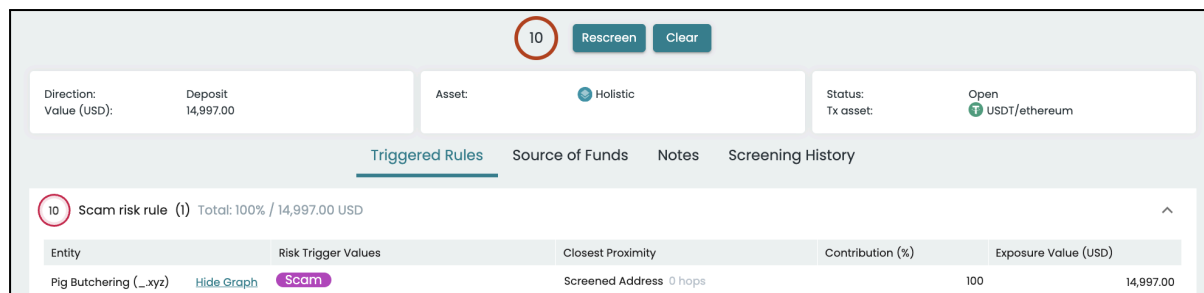 10 Rescreen Clear
Direction: Deposit Asset: Holistic Status: Open
Value (USD): 14,997.00 Tx asset: USDT/ethereum
Triggered Rules Source of Funds Notes Screening History
10 Scam risk rule (1) Total: 100% / 14,997.00 USD
Entity Risk Trigger Values Closest Proximity Contribution (%) Exposure Value (USD)
Pig Butchering (_.xyz) Hide Graph Scam Screened Address 0 hops 100 14,997.00